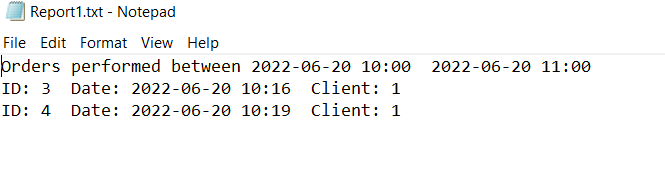 Report1.txt - Notepad
File Edit Format View Help
Orders performed between 2022-06-20 10:00  2022-06-20 11:00
ID: 3  Date: 2022-06-20 10:16  Client: 1
ID: 4  Date: 2022-06-20 10:19  Client: 1